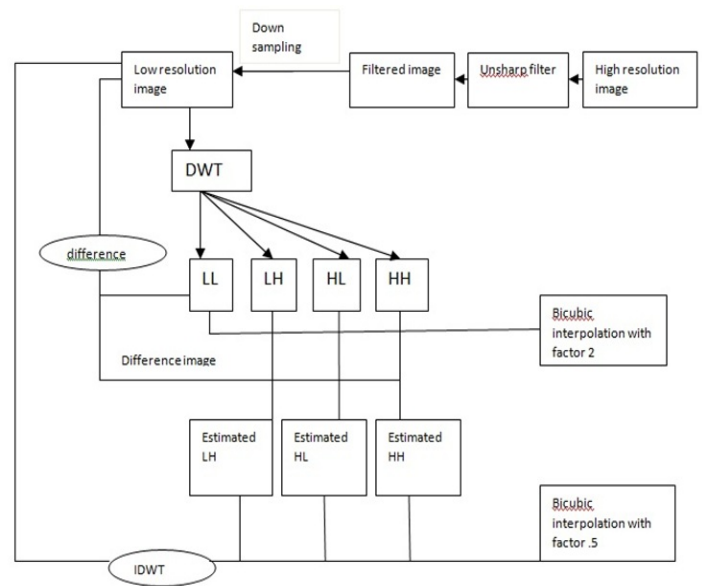 Down
sampling
Low resolution
image
Filtered image
Unsharp filter
High resolution
image
DWT
difference
LL
LH
HL
HH
Bicubic
interpolation with
factor 2
Difference image
Estimated
LH
Estimated
HL
Estimated
HH
Bicubic
interpolation with
factor .5
IDWT